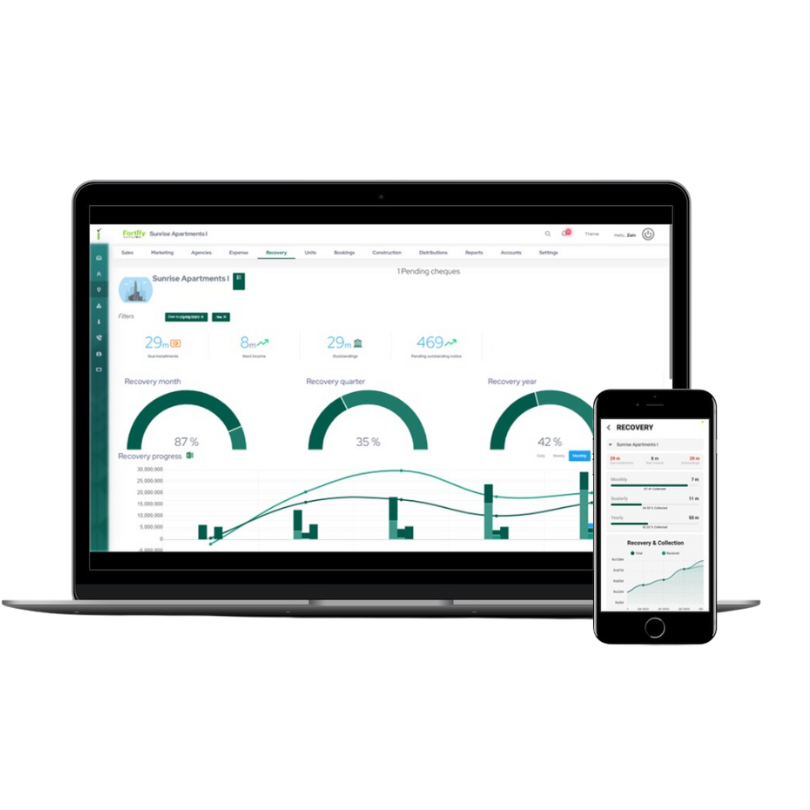 Fortify Sunrise Apartments I
Theme
Hello, Zain
Sales Marketing Agencies Expense Recovery Units Bookings Construction Distributions Reports Accounts Settings
1 Pending cheques
Sunrise Apartments I
Filters
29m 8m 29m 469
Due installments Rent income Outstandings Pending outstanding notice
Recovery month Recovery quarter Recovery year
87 % 35 % 42 %
Recovery progress
Daily Weekly Monthly
30,000,000
25,000,000
20,000,000
15,000,000
10,000,000
5,000,000
0
-5,000,000
RECOVERY
Sunrise Apartments I
29 m 8 m 29 m
Monthly 7 m
Quaterly 11 m
Yearly
Recovery & Collection
Total Received